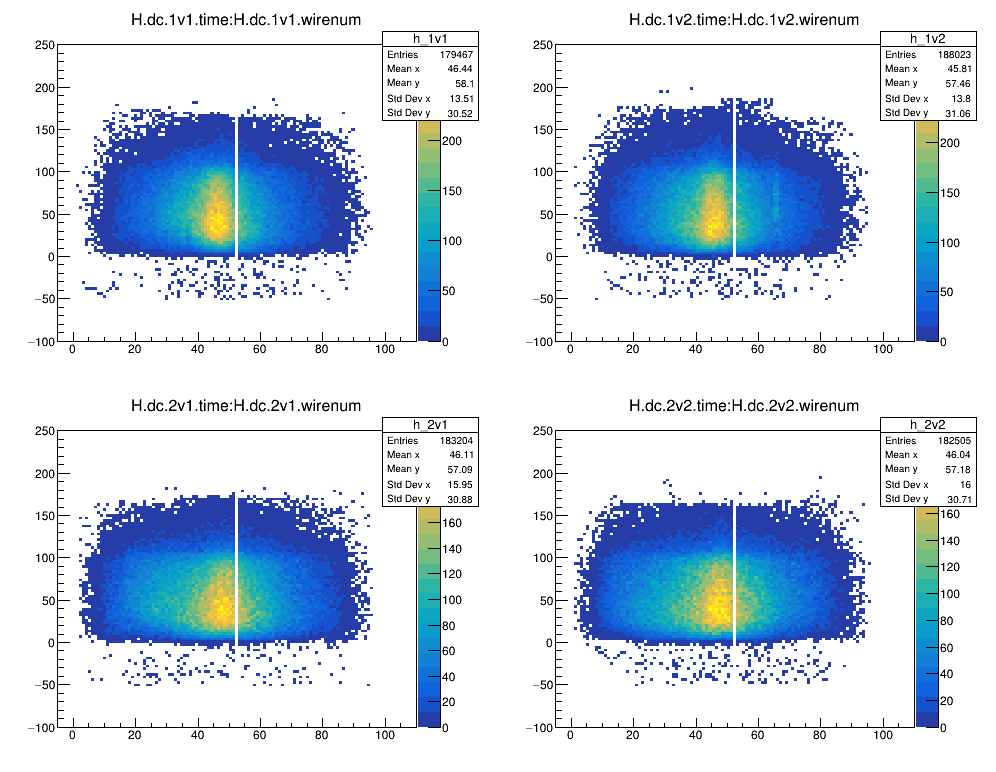 H.dc.1v1.time:H.dc.1v1.wirenum
h_1v1
Entries 179467
Mean x 46.44
Mean y 58.1
Std Dev x 13.51
Std Dev y 30.52
250
200
150
100
50
0
−50
−100
0 20 40 60 80 100
200
150
100
50
0
H.dc.1v2.time:H.dc.1v2.wirenum
h_1v2
Entries 188023
Mean x 45.81
Mean y 57.46
Std Dev x 13.8
Std Dev y 31.06
250
200
150
100
50
0
−50
−100
0 20 40 60 80 100
200
150
100
50
0
H.dc.2v1.time:H.dc.2v1.wirenum
h_2v1
Entries 183204
Mean x 46.11
Mean y 57.09
Std Dev x 15.95
Std Dev y 30.88
250
200
150
100
50
0
−50
−100
0 20 40 60 80 100
160
140
120
100
80
60
40
20
0
H.dc.2v2.time:H.dc.2v2.wirenum
h_2v2
Entries 182505
Mean x 46.04
Mean y 57.18
Std Dev x 16
Std Dev y 30.71
250
200
150
100
50
0
−50
−100
0 20 40 60 80 100
160
140
120
100
80
60
40
20
0